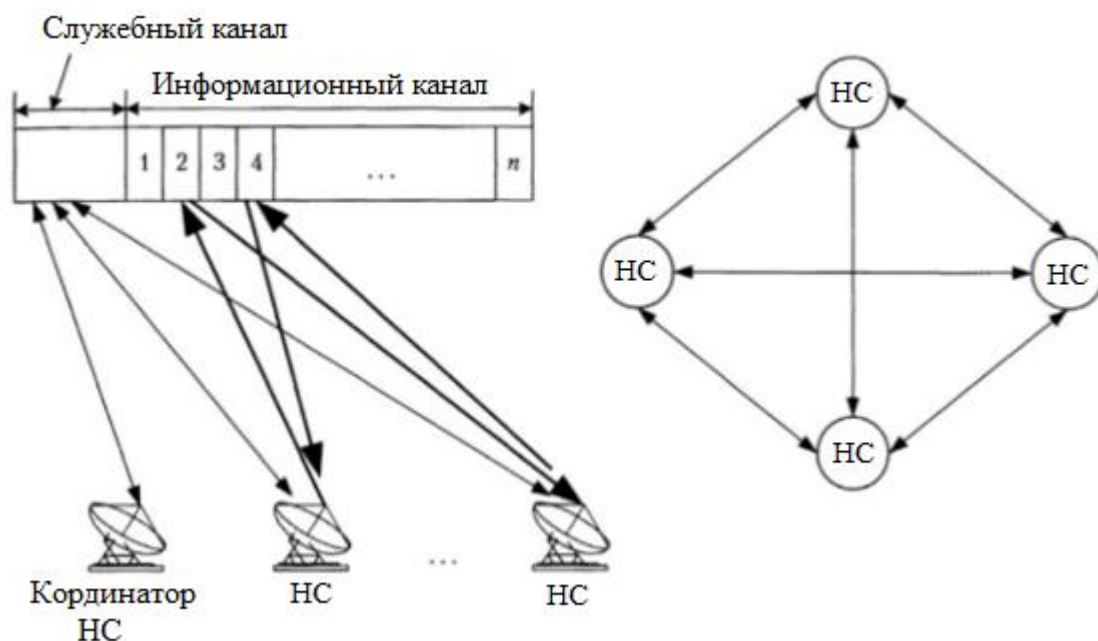 Служебный канал
Информационный канал
1 2 3 4 ... n
Кординатор
НС
НС
...
НС
НС
НС
НС
НС